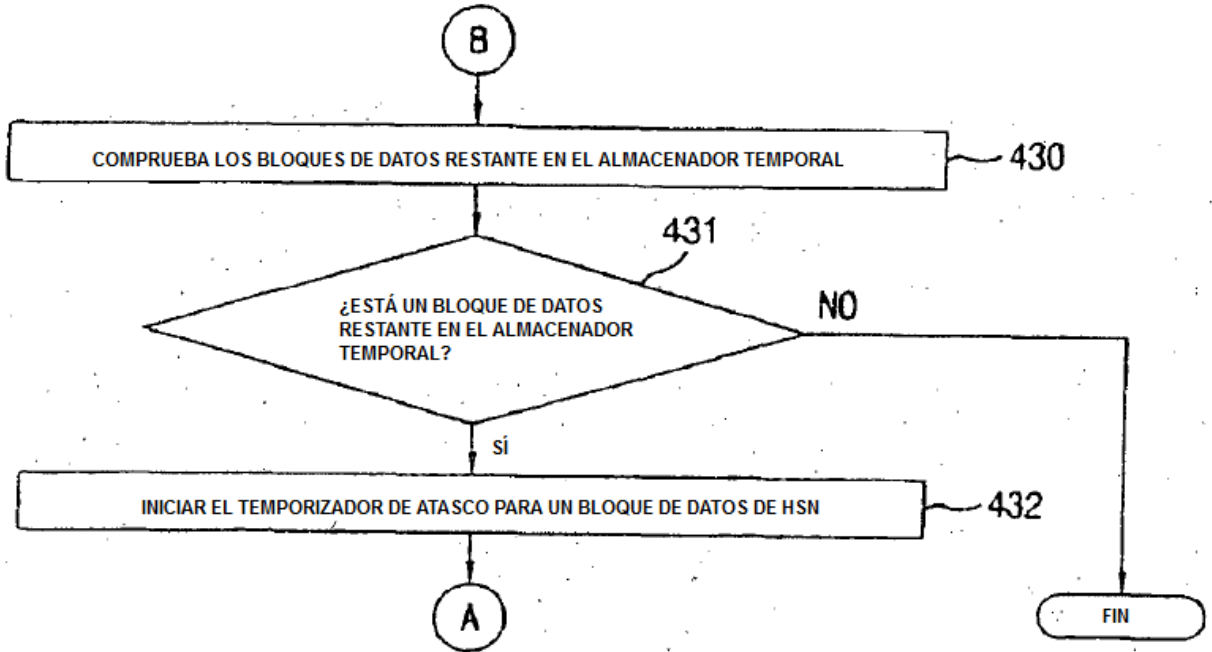 B
COMPRUEBA LOS BLOQUES DE DATOS RESTANTE EN EL ALMACENADOR TEMPORAL
430
431
¿ESTÁ UN BLOQUE DE DATOS
RESTANTE EN EL ALMACENADOR
TEMPORAL?
NO
SÍ
INICIAR EL TEMPORIZADOR DE ATASCO PARA UN BLOQUE DE DATOS DE HSN
432
A
FIN